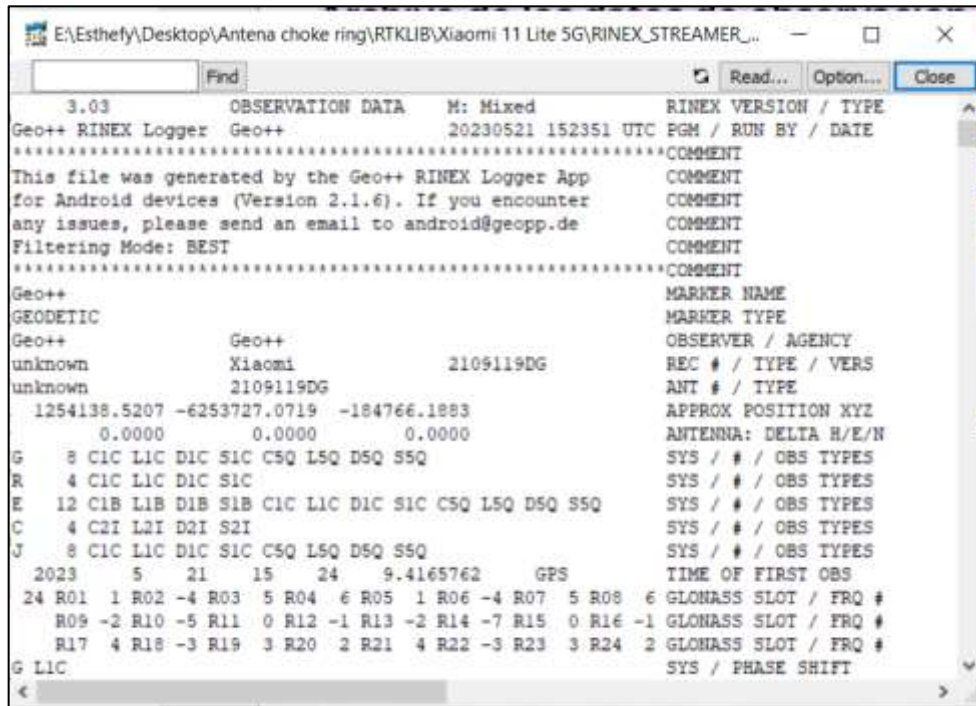 E:\Esthefy\Desktop\Antena choke ring\RTKLIB\Xiaomi 11 Lite 5G\RINEX_STREAMER_...
Find Read... Option... Close
3.03 OBSERVATION DATA M: Mixed RINEX VERSION / TYPE
Geo++ RINEX Logger Geo++ 20230521 152351 UTC PGM / RUN BY / DATE
************************************************************COMMENT
This file was generated by the Geo++ RINEX Logger App COMMENT
for Android devices (Version 2.1.6). If you encounter COMMENT
any issues, please send an email to android@geopp.de COMMENT
Filtering Mode: BEST COMMENT
************************************************************COMMENT
Geo++ MARKER NAME
GEODETIC MARKER TYPE
Geo++ Geo++ OBSERVER / AGENCY
unknown Xiaomi 2109119DG REC # / TYPE / VERS
unknown 2109119DG ANT # / TYPE
1254138.5207 -6253727.0719 -184766.1883 APPROX POSITION XYZ
0.0000 0.0000 0.0000 ANTENNA: DELTA H/E/N
G 8 C1C L1C D1C S1C C5Q L5Q D5Q S5Q SYS / # / OBS TYPES
R 4 C1C L1C D1C S1C SYS / # / OBS TYPES
E 12 C1B L1B D1B S1B C1C L1C D1C S1C C5Q L5Q D5Q S5Q SYS / # / OBS TYPES
C 4 C2I L2I D2I S2I SYS / # / OBS TYPES
J 8 C1C L1C D1C S1C C5Q L5Q D5Q S5Q SYS / # / OBS TYPES
2023 5 21 15 24 9.4165762 GPS TIME OF FIRST OBS
24 R01 1 R02 -4 R03 5 R04 6 R05 1 R06 -4 R07 5 R08 6 GLONASS SLOT / FRQ #
R09 -2 R10 -5 R11 0 R12 -1 R13 -2 R14 -7 R15 0 R16 -1 GLONASS SLOT / FRQ #
R17 4 R18 -3 R19 3 R20 2 R21 4 R22 -3 R23 3 R24 2 GLONASS SLOT / FRQ #
G L1C SYS / PHASE SHIFT